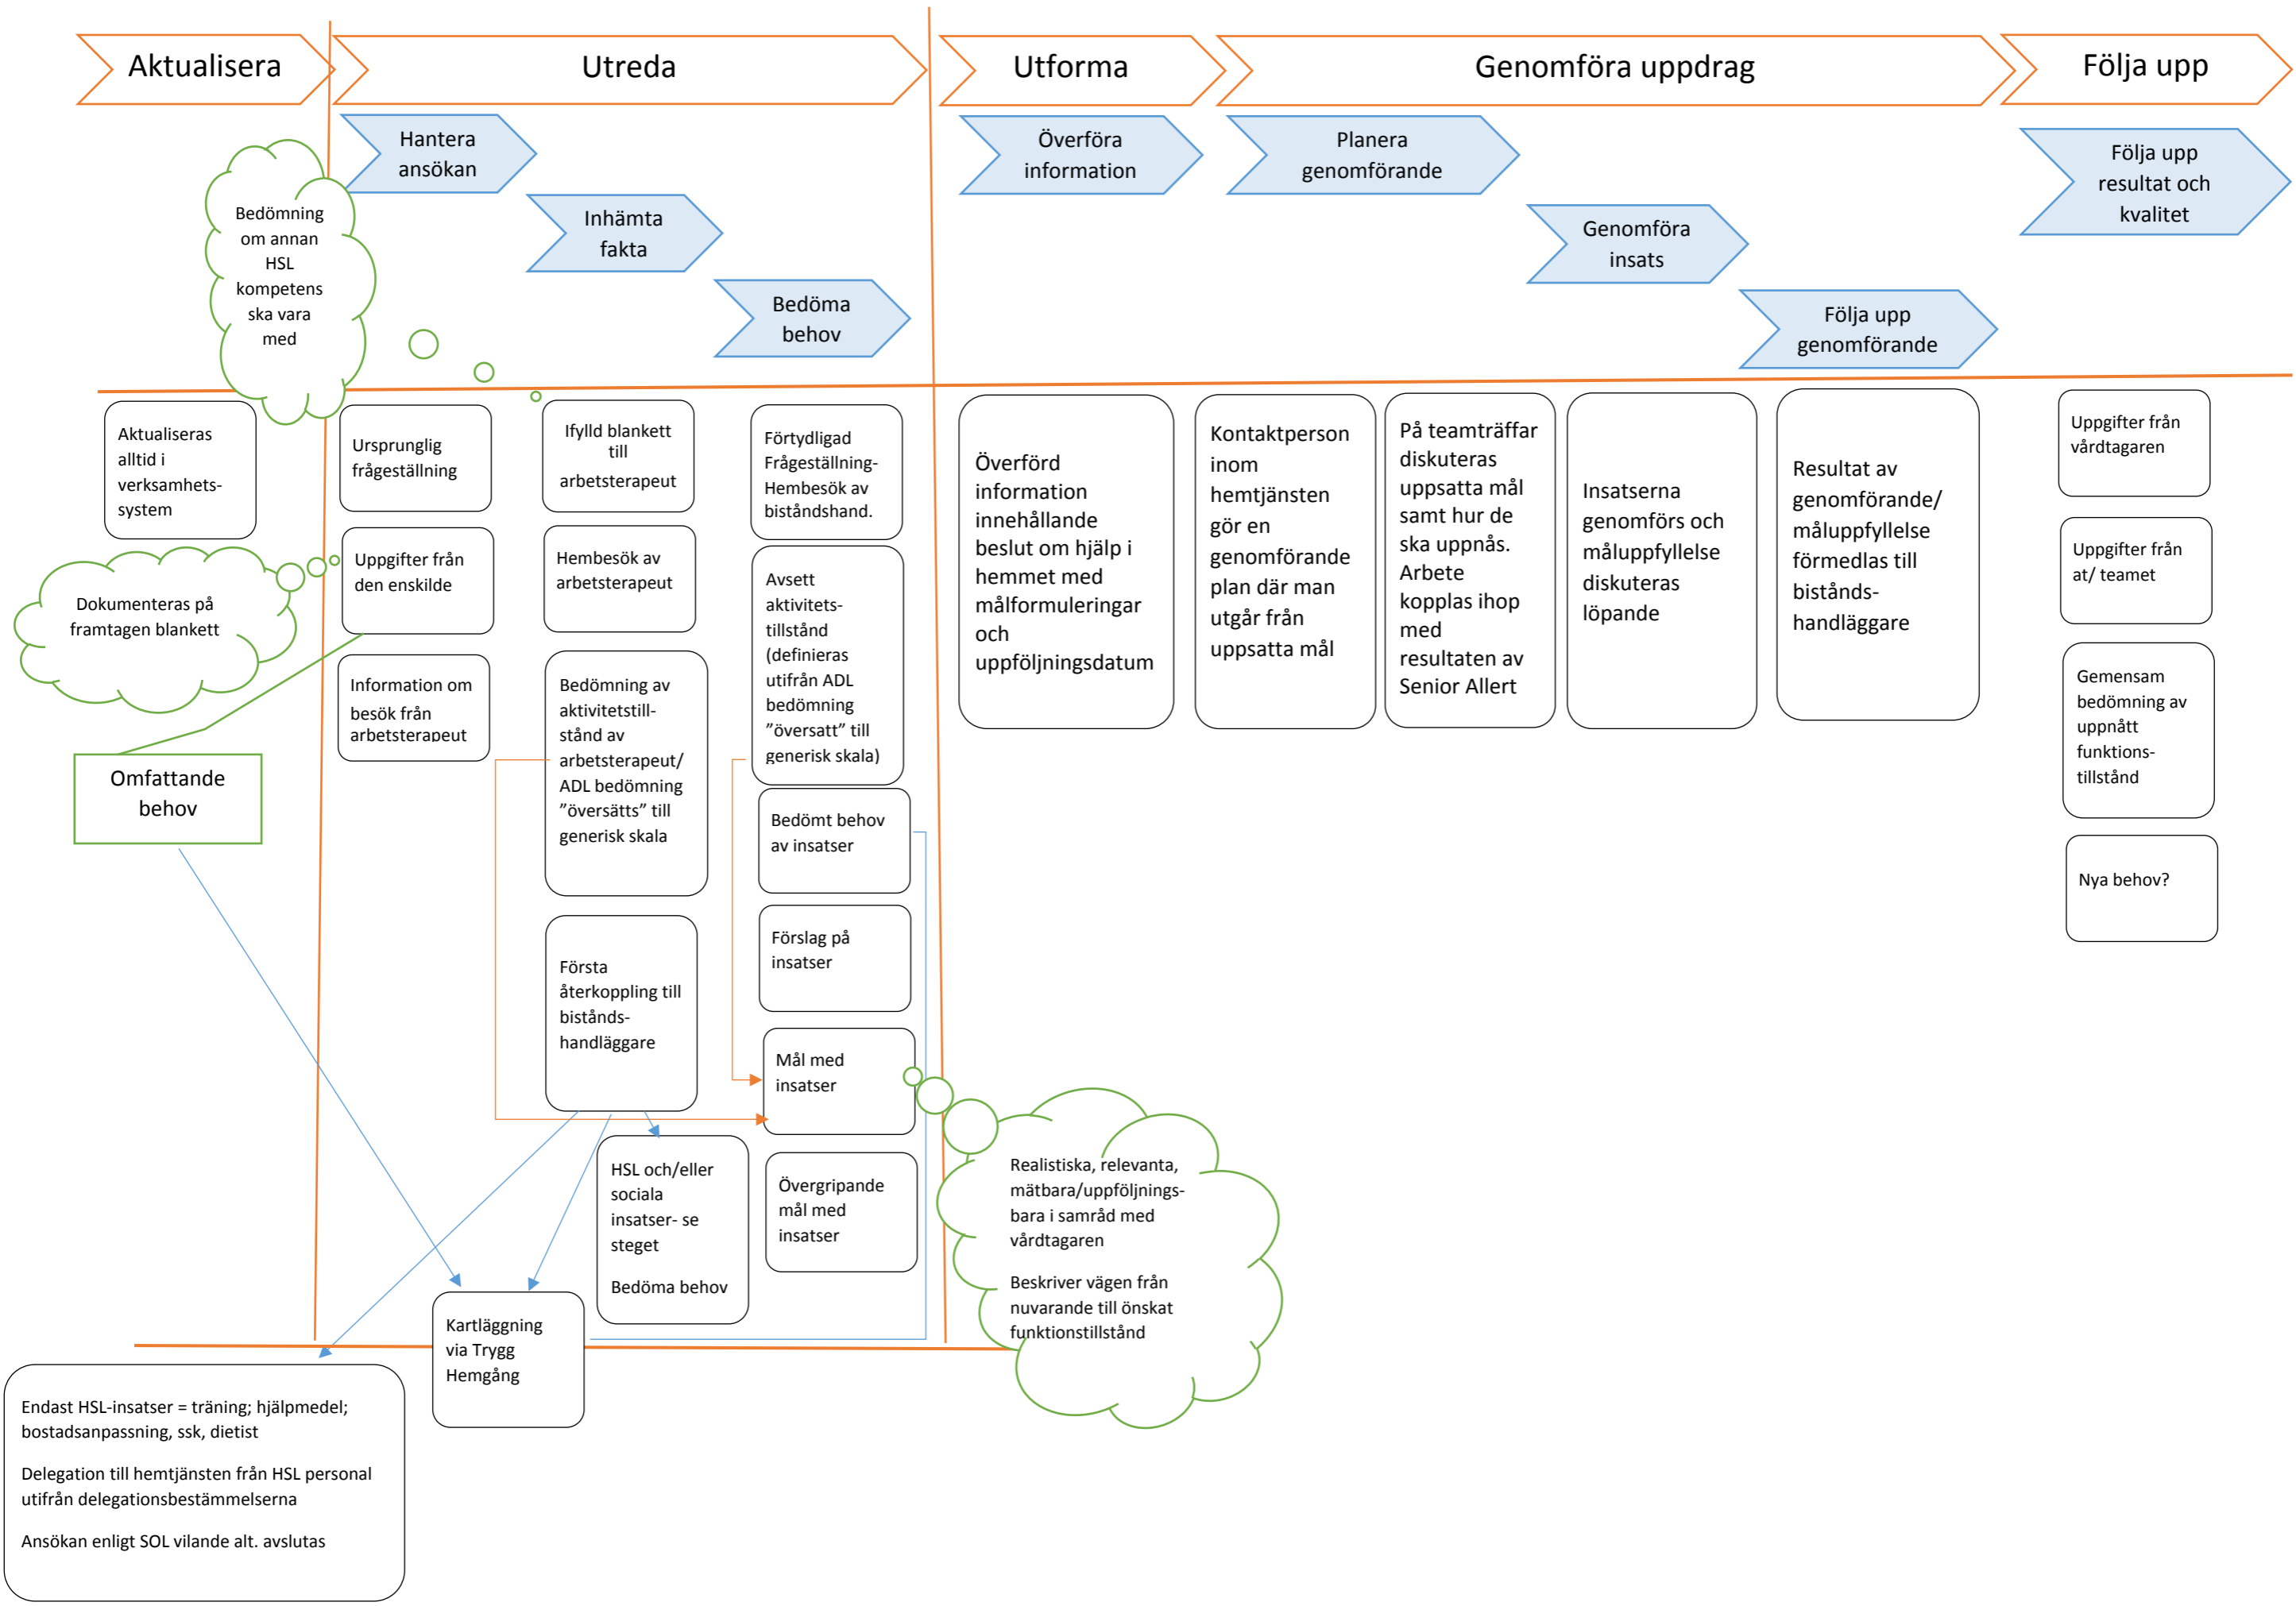 Aktualisera
Utreda
Utforma
Genomföra uppdrag
Följa upp
Hantera
ansökan
Inhämta
fakta
Bedöma
behov
Överföra
information
Planera
genomförande
Genomföra
insats
Följa upp
genomförande
Följa upp
resultat och
kvalitet
Bedömning
om annan
HSL
kompetens
ska vara
med
Aktualiseras
alltid i
verksamhets-
system
Dokumenteras på
framtagen blankett
Omfattande
behov
Ursprunglig
frågeställning
Uppgifter från
den enskilde
Information om
besök från
arbetsterapeut
Ifylld blankett
till
arbetsterapeut
Hembesök av
arbetsterapeut
Bedömning av
aktivitetstill-
stånd av
arbetsterapeut/
ADL bedömning
”översätts” till
generisk skala
Första
återkoppling till
bistånds-
handläggare
HSL och/eller
sociala
insatser- se
steget
Bedöma behov
Kartläggning
via Trygg
Hemgång
Förtydligad
Frågeställning-
Hembesök av
biståndshand.
Avsett
aktivitets-
tillstånd
(definieras
utifrån ADL
bedömning
”översatt” till
generisk skala)
Bedömt behov
av insatser
Förslag på
insatser
Mål med
insatser
Övergripande
mål med
insatser
Överförd
information
innehållande
beslut om hjälp i
hemmet med
målformuleringar
och
uppföljningsdatum
Kontaktperson
inom
hemtjänsten
gör en
genomförande
plan där man
utgår från
uppsatta mål
På teamträffar
diskuteras
uppsatta mål
samt hur de
ska uppnås.
Arbete
kopplas ihop
med
resultaten av
Senior Allert
Insatserna
genomförs och
måluppfyllelse
diskuteras
löpande
Resultat av
genomförande/
måluppfyllelse
förmedlas till
bistånds-
handläggare
Uppgifter från
vårdtagaren
Uppgifter från
at/ teamet
Gemensam
bedömning av
uppnått
funktions-
tillstånd
Nya behov?
Realistiska, relevanta,
mätbara/uppföljnings-
bara i samråd med
vårdtagaren
Beskriver vägen från
nuvarande till önskat
funktionstillstånd
Endast HSL-insatser = träning; hjälpmedel;
bostadsanpassning, ssk, dietist
Delegation till hemtjänsten från HSL personal
utifrån delegationsbestämmelserna
Ansökan enligt SOL vilande alt. avslutas